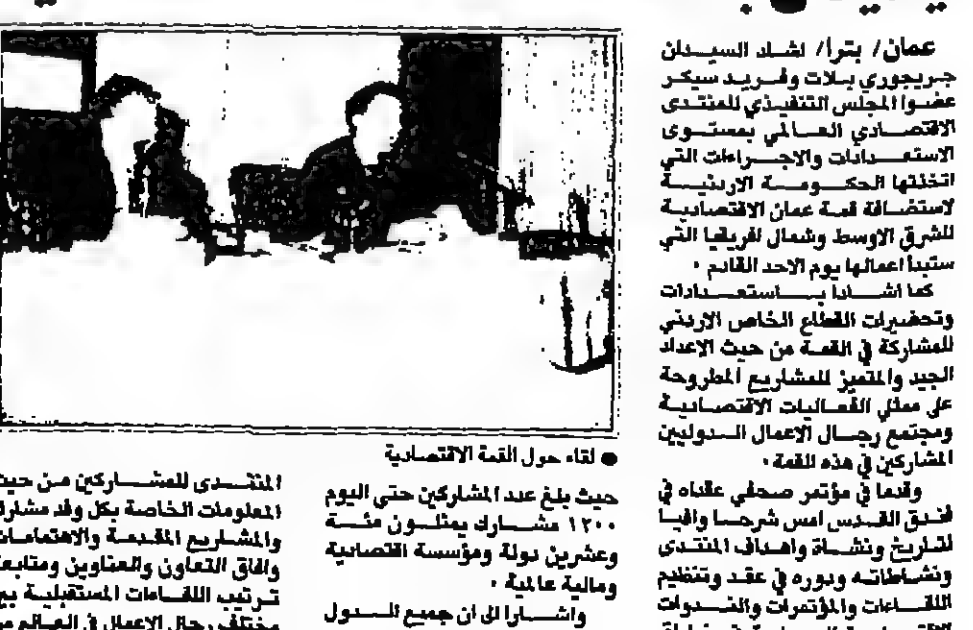 عمان/ بترا/ اشاد السيدان
جريجوري بلات وفريد سيكر
عضوا المجلس التنفيذي للمنتدى
الاقتصادي العالمي بمستوى
الاستعدادات والاجراءات التي
اتخذتها الحكومة الاردنية
لاستضافة قمة عمان الاقتصادية
للشرق الاوسط وشمال افريقيا التي
ستبدأ اعمالها يوم الاحد القادم ٠
كما اشادا باستعدادات
وتحضيرات القطاع الخاص الاردني
للمشاركة في القمة من حيث الاعداد
الجيد والمتميز للمشاريع المطروحة
على ممثلي الفعاليات الاقتصادية
ومجتمع رجال الاعمال الدوليين
المشاركين في هذه القمة ٠
وقدما في مؤتمر صحفي عقداه في
فندق القدس امس شرحا وافيا
لتاريخ ونشأة واهداف المنتدى
ونشاطاته ودوره في عقد وتنظيم
اللقاءات والمؤتمرات والندوات
● لقاء حول القمة الاقتصادية
حيث بلغ عدد المشاركين حتى اليوم
١٢٠٠ مشارك يمثلون مئة
وعشرين دولة ومؤسسة اقتصادية
ومالية عالمية ٠
واشارا الى ان جميع الدول
المنتدى للمشاركين من حيث
المعلومات الخاصة بكل وفد مشارك
والمشاريع المقدمة والاهتمامات
وافاق التعاون والعناوين ومتابعة
ترتيب اللقاءات المستقبلية بين
مختلف رجال الاعمال في العالم من